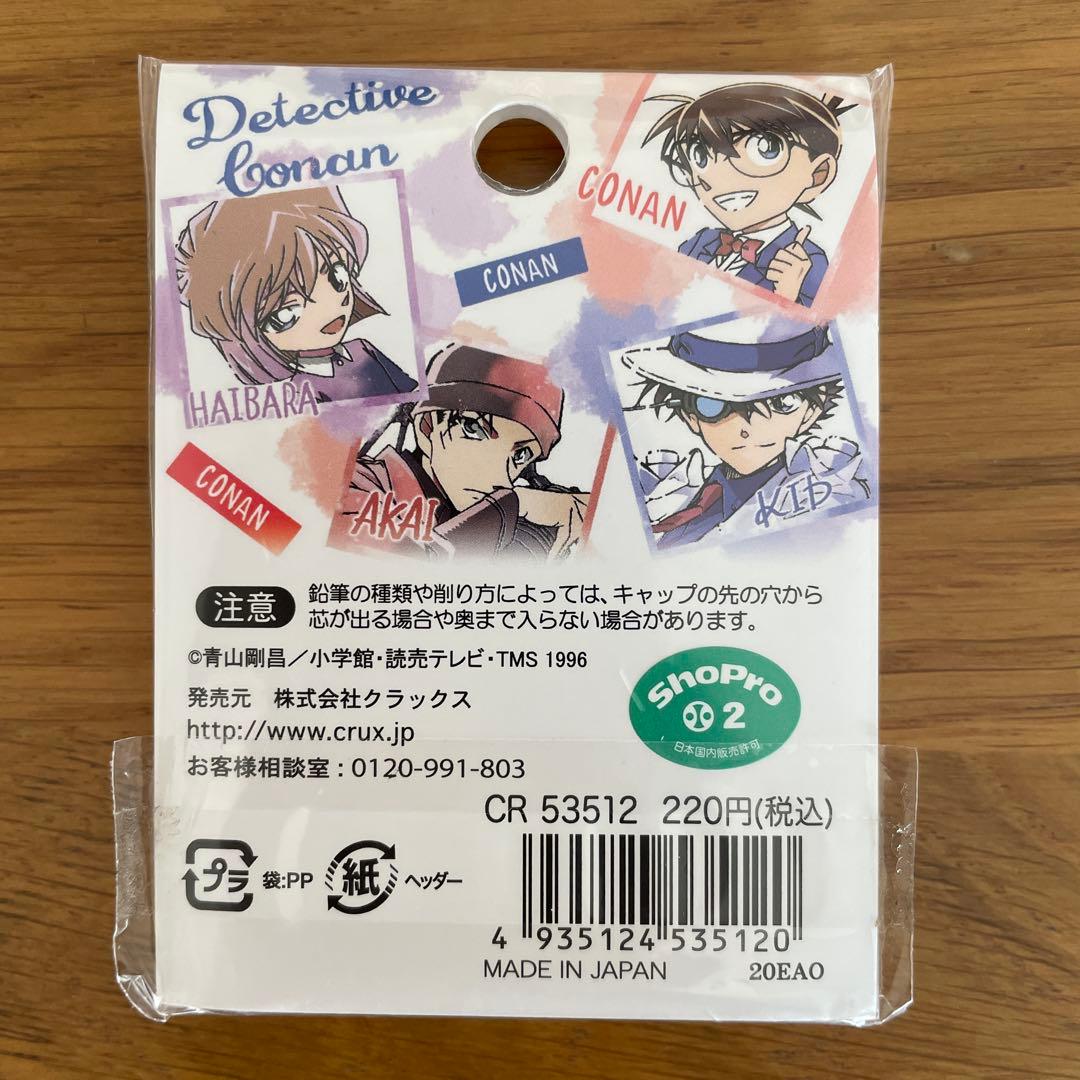 Detective
Conan
CONAN
CONAN
HAIBARA
AKAI
KID
CONAN
注意
鉛筆の種類や削り方によっては、キャップの先の穴から
芯が出る場合や奥まで入らない場合があります。
©青山剛昌／小学館・読売テレビ・TMS 1996
発売元 株式会社クラックス
http://www.crux.jp
お客様相談室 : 0120-991-803
ShoPro
2
日本国内販売許可
CR 53512 220円(税込)
プラ 袋:PP 紙 ヘッダー
4 935124 535120
MADE IN JAPAN 20EAO